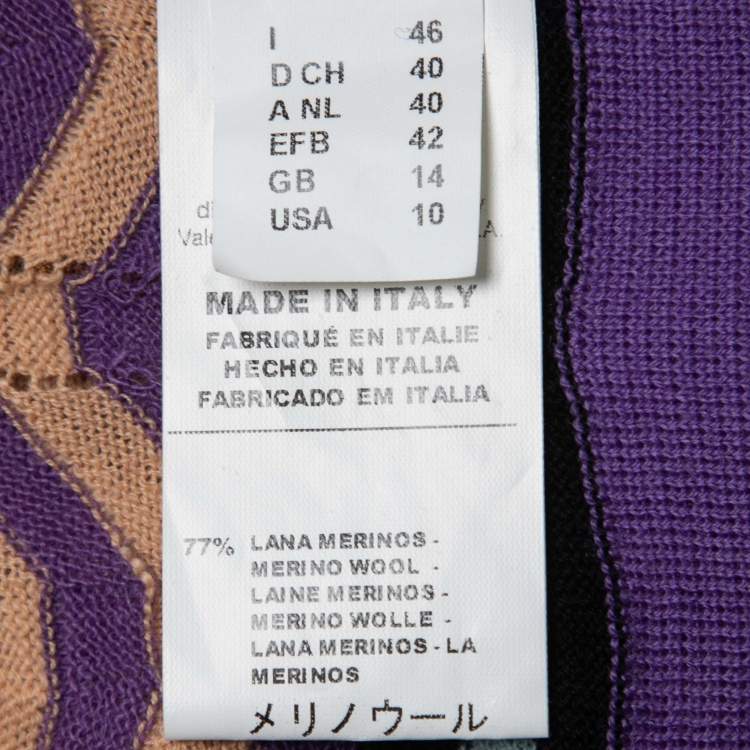 I 46
D CH 40
A NL 40
EFB 42
GB 14
USA 10
MADE IN ITALY
FABRIQUÉ EN ITALIE
HECHO EN ITALIA
FABRICADO EM ITALIA
77% LANA MERINOS -
MERINO WOOL -
LAINE MERINOS -
MERINO WOLLE -
LANA MERINOS - LA
MERINOS
メリノウール